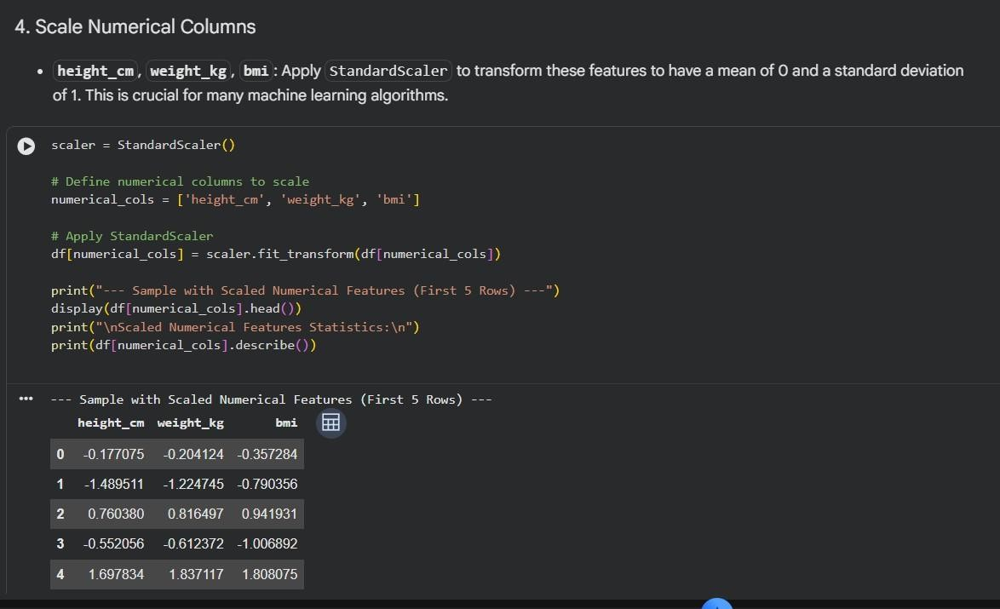 4. Scale Numerical Columns
• height_cm, weight_kg, bmi: Apply StandardScaler to transform these features to have a mean of 0 and a standard deviation
of 1. This is crucial for many machine learning algorithms.
scaler = StandardScaler()
# Define numerical columns to scale
numerical_cols = ['height_cm', 'weight_kg', 'bmi']
# Apply StandardScaler
df[numerical_cols] = scaler.fit_transform(df[numerical_cols])
print("--- Sample with Scaled Numerical Features (First 5 Rows) ---")
display(df[numerical_cols].head())
print("\nScaled Numerical Features Statistics:\n")
print(df[numerical_cols].describe())
--- Sample with Scaled Numerical Features (First 5 Rows) ---
height_cm weight_kg bmi
0 -0.177075 -0.204124 -0.357284
1 -1.489511 -1.224745 -0.790356
2 0.760380 0.816497 0.941931
3 -0.552056 -0.612372 -1.006892
4 1.697834 1.837117 1.808075